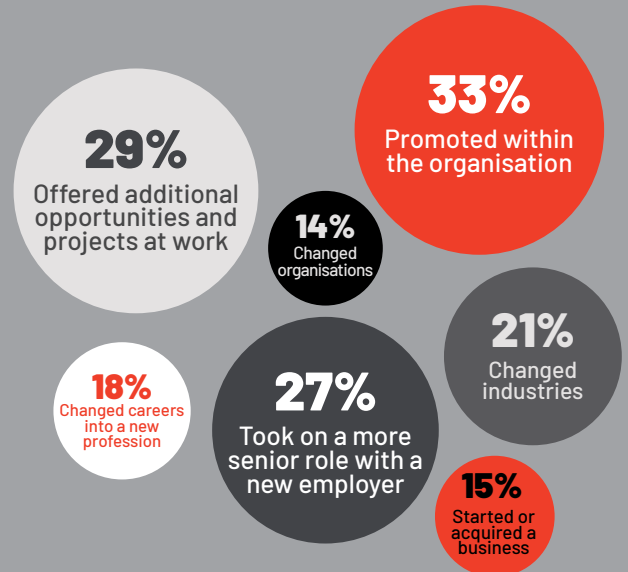 33%
Promoted within
the organisation
29%
Offered additional
opportunities and
projects at work
14%
Changed
organisations
21%
Changed
industries
18%
Changed careers
into a new
profession
27%
Took on a more
senior role with a
new employer
15%
Started or
acquired a
business